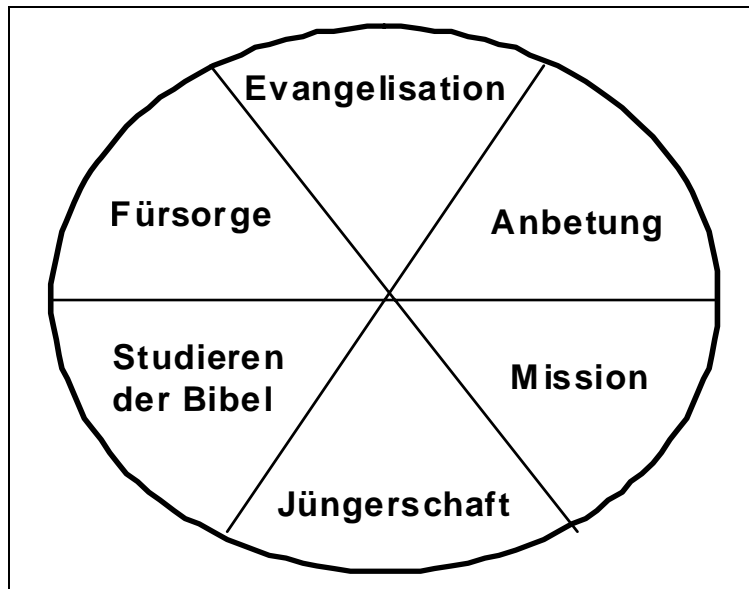 Evangelisation
Fürsorge
Anbetung
Studieren
der Bibel
Mission
Jüngerschaft